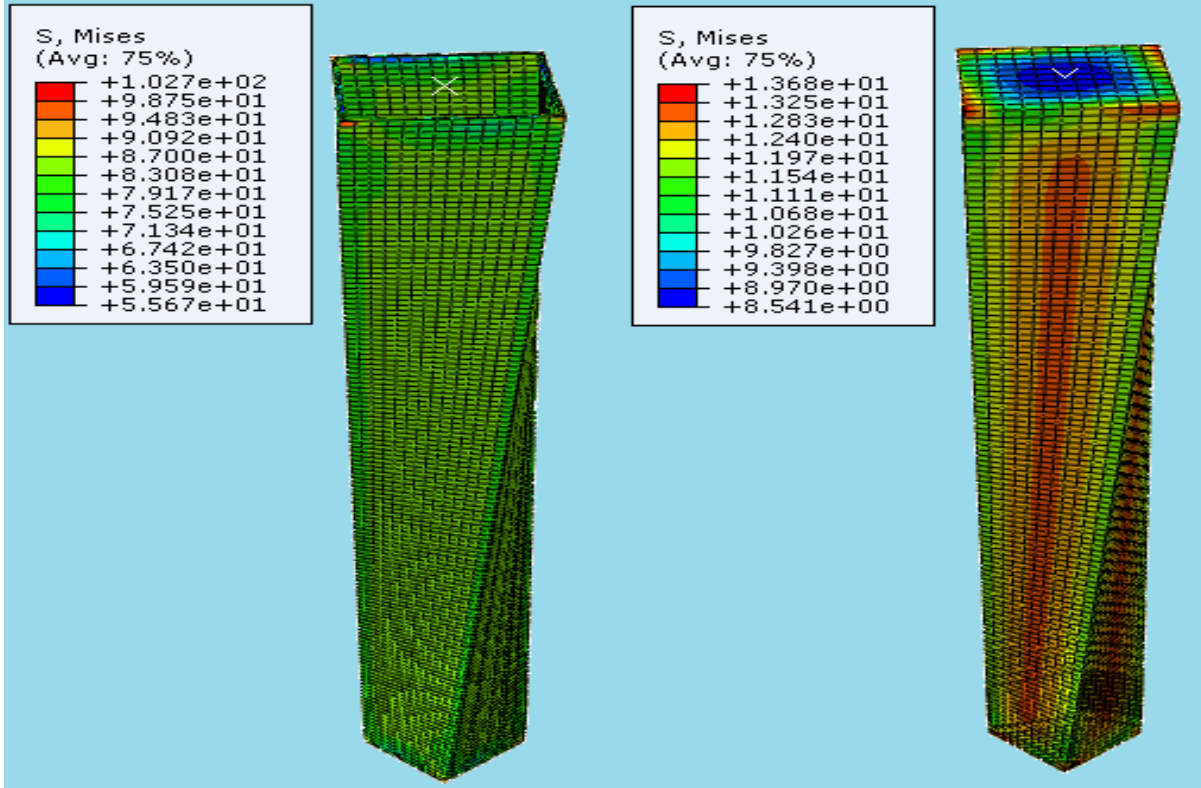 S, Mises
(Avg: 75%)
+1.027e+02
+9.875e+01
+9.483e+01
+9.092e+01
+8.700e+01
+8.308e+01
+7.917e+01
+7.525e+01
+7.134e+01
+6.742e+01
+6.350e+01
+5.959e+01
+5.567e+01
S, Mises
(Avg: 75%)
+1.368e+01
+1.325e+01
+1.283e+01
+1.240e+01
+1.197e+01
+1.154e+01
+1.111e+01
+1.068e+01
+1.026e+01
+9.827e+00
+9.398e+00
+8.970e+00
+8.541e+00